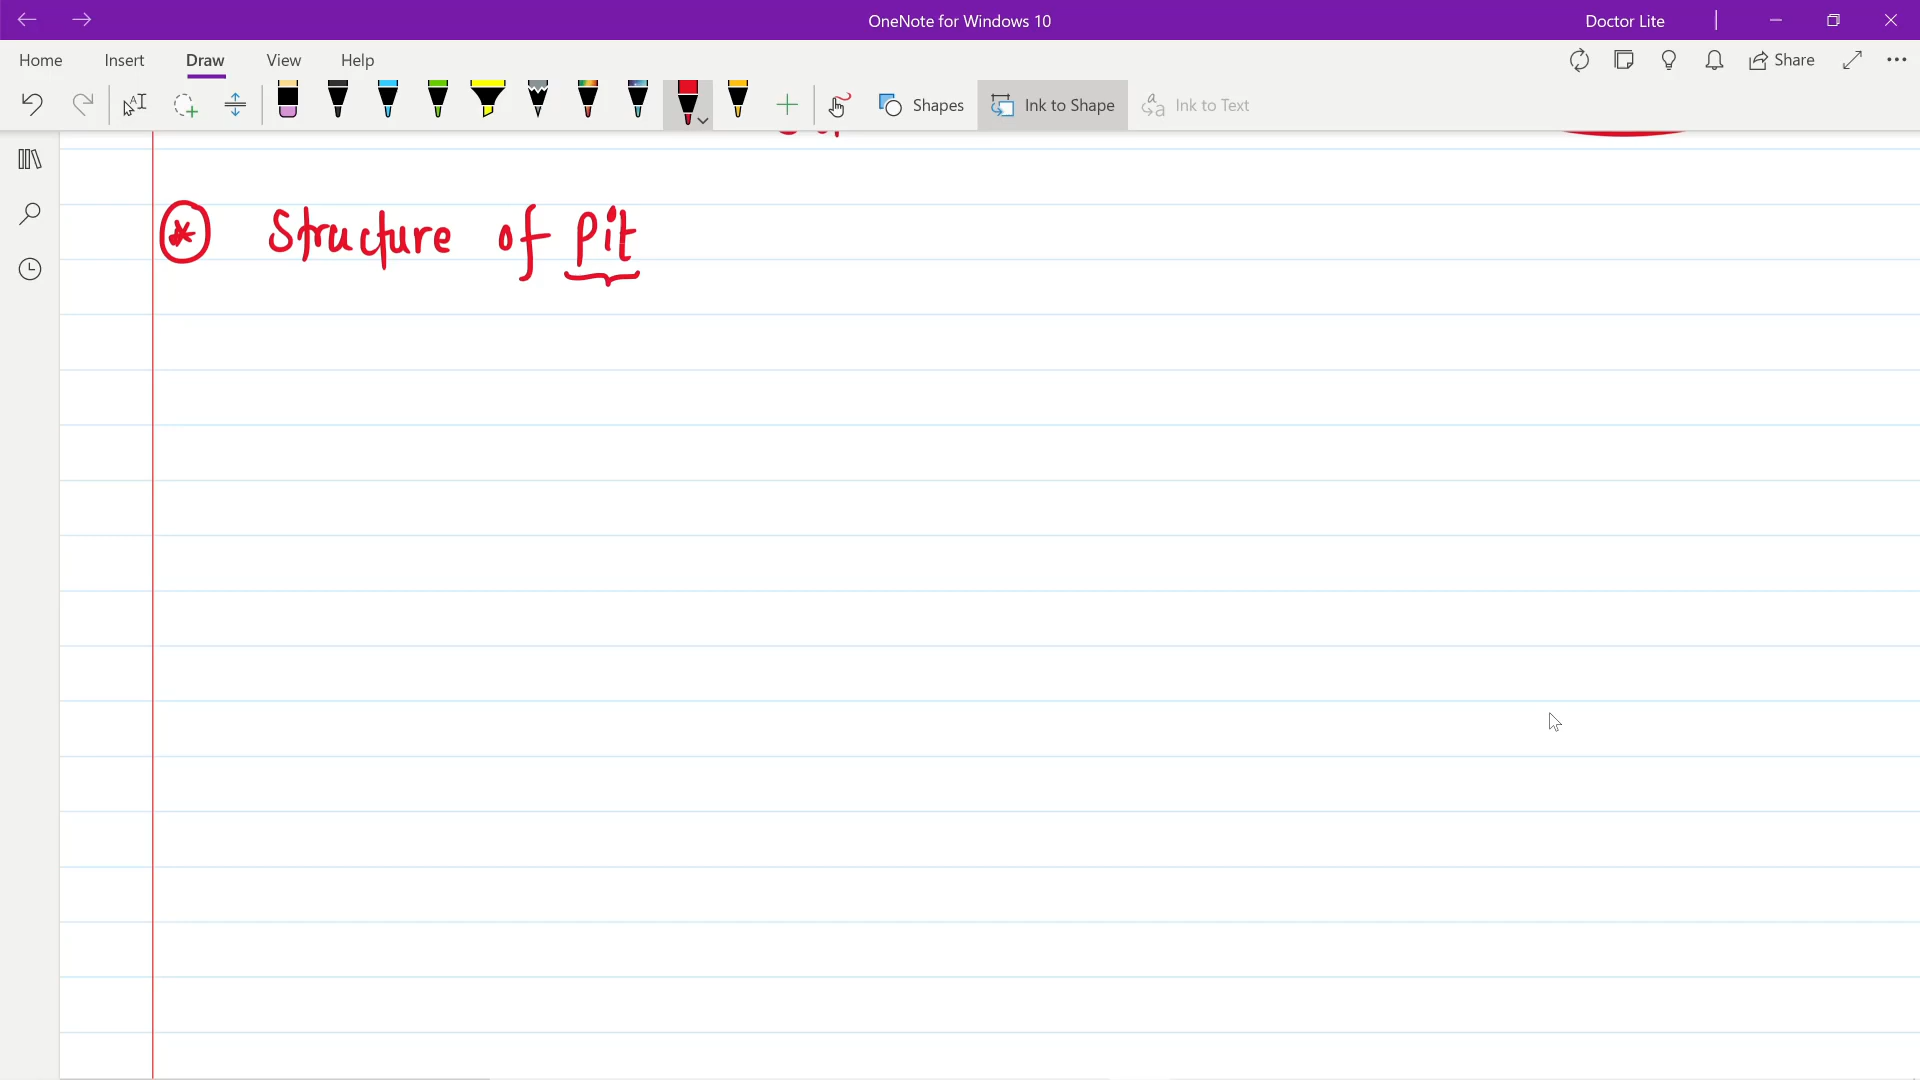 OneNote for Windows 10
Doctor Lite
Home Insert Draw View Help
Share
Shapes Ink to Shape Ink to Text
* Structure of Pit